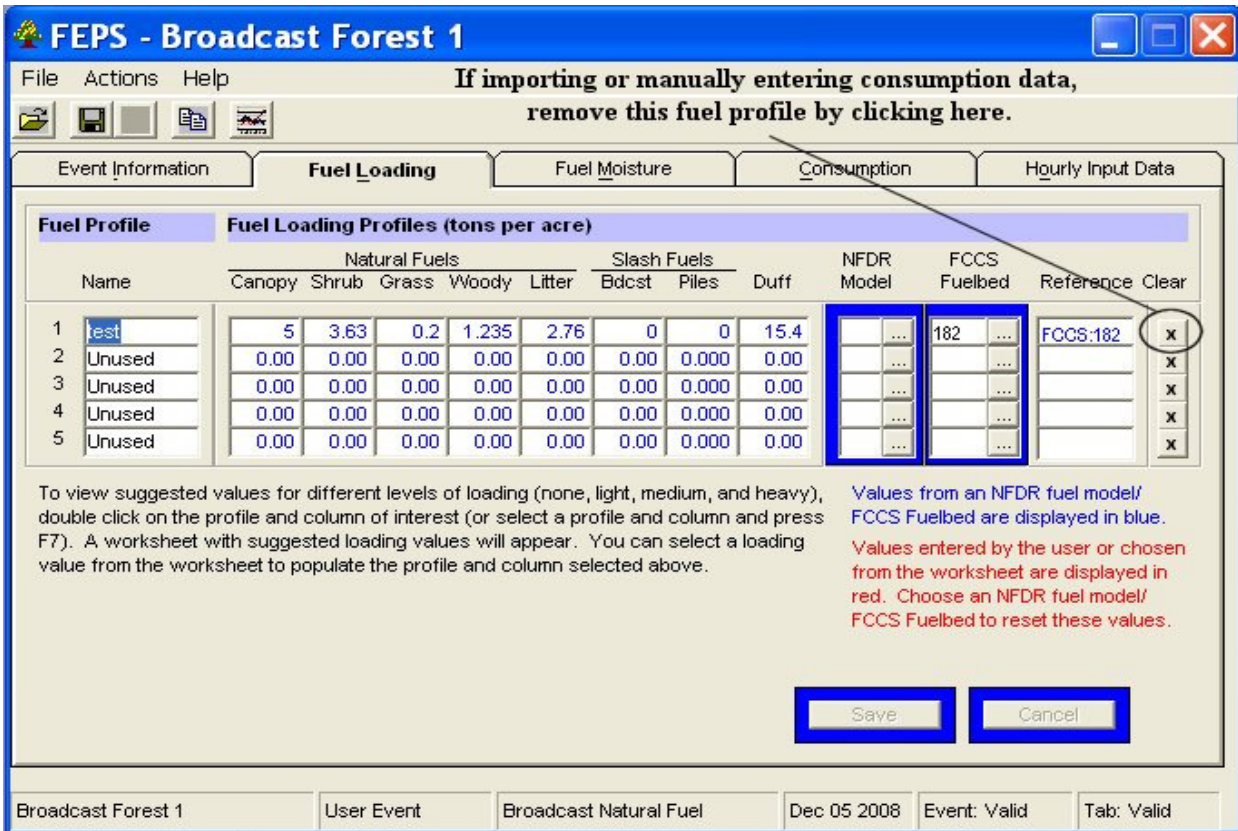 FEPS - Broadcast Forest 1
File Actions Help
If importing or manually entering consumption data,
remove this fuel profile by clicking here.
Event Information Fuel Loading Fuel Moisture Consumption Hourly Input Data
Fuel Profile Fuel Loading Profiles (tons per acre)
Natural Fuels Slash Fuels NFDR FCCS
Name Canopy Shrub Grass Woody Litter Bdcst Piles Duff Model Fuelbed Reference Clear
1 test 5 3.63 0.2 1.235 2.76 0 0 15.4 ... 182 ... FCCS:182 x
2 Unused 0.00 0.00 0.00 0.00 0.00 0.00 0.000 0.00 ... ... x
3 Unused 0.00 0.00 0.00 0.00 0.00 0.00 0.000 0.00 ... ... x
4 Unused 0.00 0.00 0.00 0.00 0.00 0.00 0.000 0.00 ... ... x
5 Unused 0.00 0.00 0.00 0.00 0.00 0.00 0.000 0.00 ... ... x
To view suggested values for different levels of loading (none, light, medium, and heavy),
double click on the profile and column of interest (or select a profile and column and press
F7). A worksheet with suggested loading values will appear. You can select a loading
value from the worksheet to populate the profile and column selected above.
Values from an NFDR fuel model/
FCCS Fuelbed are displayed in blue.
Values entered by the user or chosen
from the worksheet are displayed in
red. Choose an NFDR fuel model/
FCCS Fuelbed to reset these values.
Save Cancel
Broadcast Forest 1 User Event Broadcast Natural Fuel Dec 05 2008 Event: Valid Tab: Valid